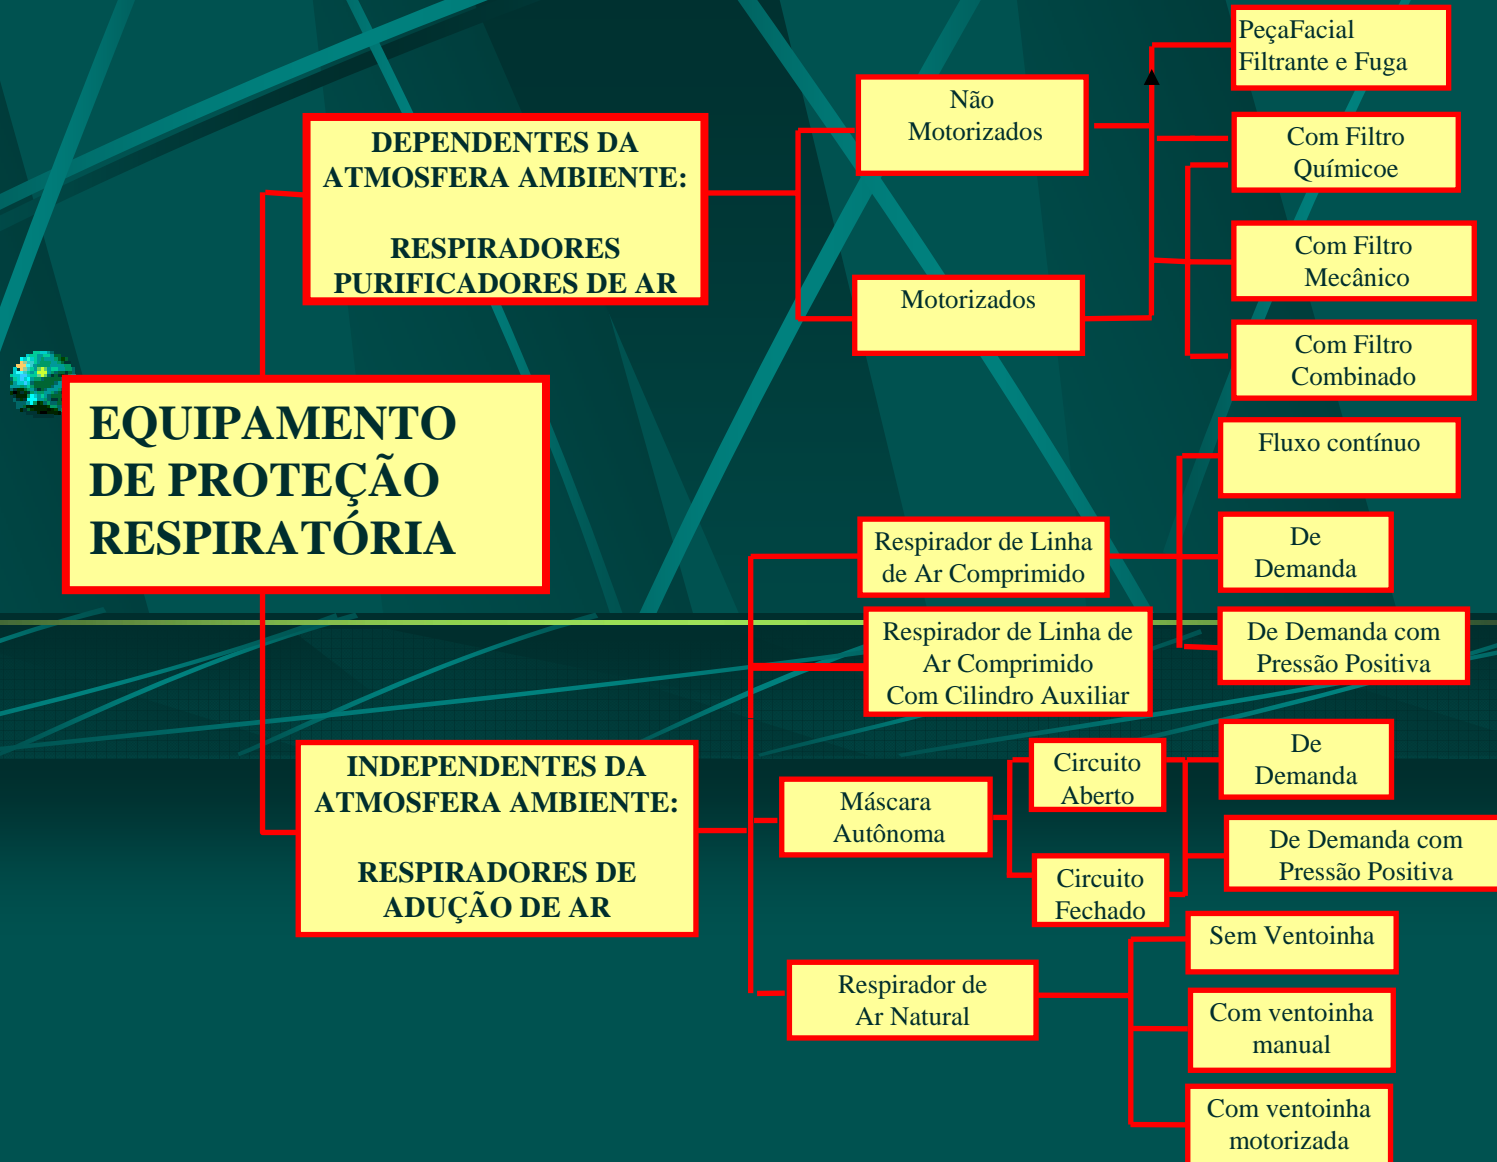 EQUIPAMENTO
DE PROTEÇÃO
RESPIRATÓRIA
DEPENDENTES DA
ATMOSFERA AMBIENTE:
RESPIRADORES
PURIFICADORES DE AR
Não
Motorizados
Motorizados
PeçaFacial
Filtrante e Fuga
Com Filtro
Químicoe
Com Filtro
Mecânico
Com Filtro
Combinado
INDEPENDENTES DA
ATMOSFERA AMBIENTE:
RESPIRADORES DE
ADUÇÃO DE AR
Respirador de Linha
de Ar Comprimido
Fluxo contínuo
De
Demanda
De Demanda com
Pressão Positiva
Respirador de Linha de
Ar Comprimido
Com Cilindro Auxiliar
Máscara
Autônoma
Circuito
Aberto
Circuito
Fechado
De
Demanda
De Demanda com
Pressão Positiva
Respirador de
Ar Natural
Sem Ventoinha
Com ventoinha
manual
Com ventoinha
motorizada